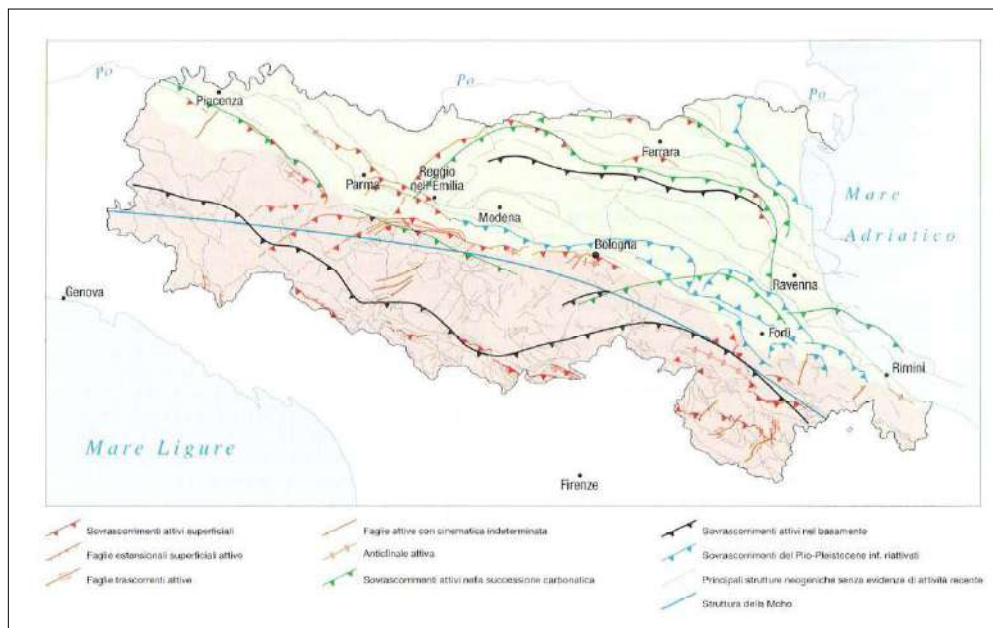 Po
Po
Po
Piacenza
Ferrara
Parma
Reggio
nell'Emilia
Modena
Mare
Adriatico
Bologna
Ravenna
Genova
Forlì
Rimini
Mare Ligure
Firenze
Sovrascorrimenti attivi superficiali
Faglie estensionali superficiali attive
Faglie trascorrenti attive
Faglie attive con cinematica indeterminata
Anticlinale attiva
Sovrascorrimenti attivi nella successione carbonatica
Sovrascorrimenti attivi nel basamento
Sovrascorrimenti del Plio-Pleistocene inf. riattivati
Principali strutture neogeniche senza evidenze di attività recente
Struttura della Moho